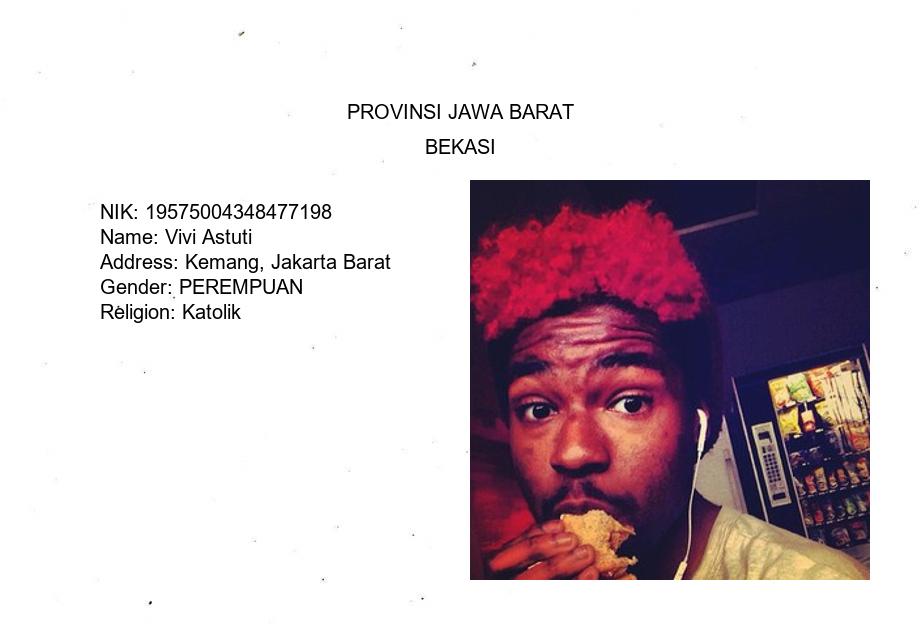 PROVINSI JAWA BARAT
BEKASI
NIK: 19575004348477198
Name: Vivi Astuti
Address: Kemang, Jakarta Barat
Gender: PEREMPUAN
Religion: Katolik